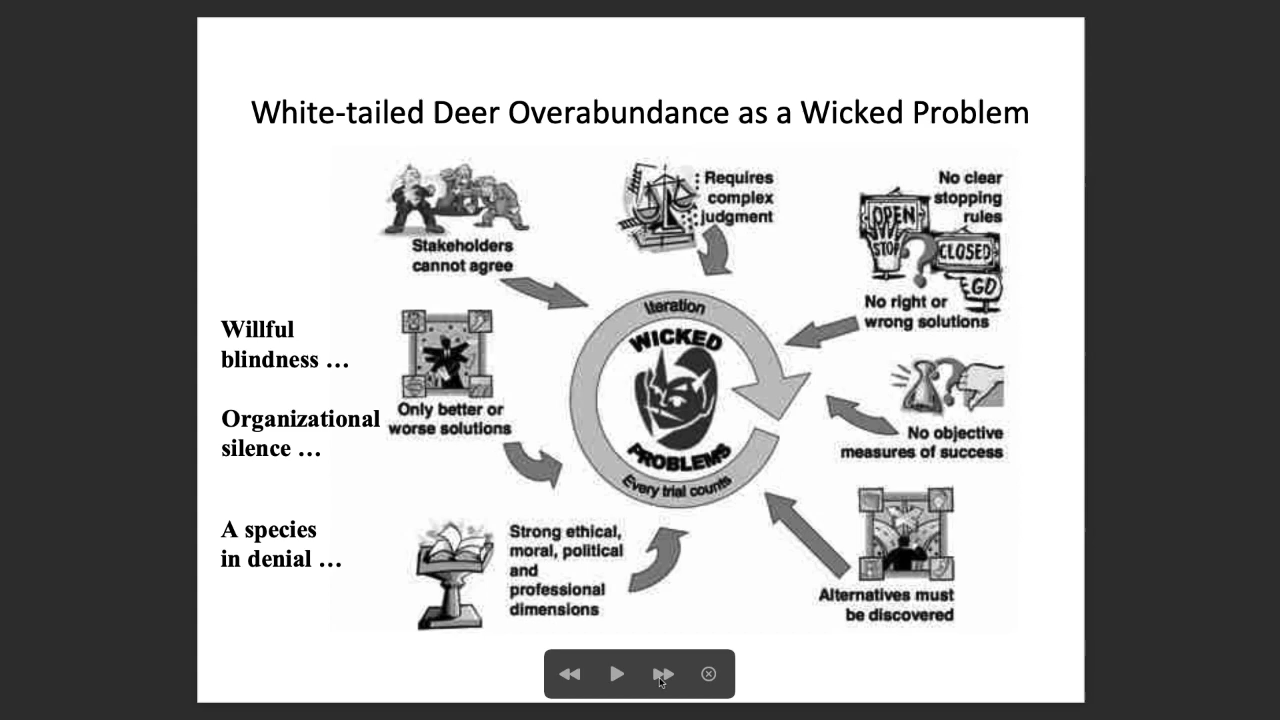 White-tailed Deer Overabundance as a Wicked Problem
Stakeholders
cannot agree
Requires
complex
judgment
No clear
stopping
rules
OPEN
STOP
CLOSED
GO
No right or
wrong solutions
Willful
blindness …
Organizational
silence …
A species
in denial …
Only better or
worse solutions
Iteration
WICKED
PROBLEMS
Every trial counts
No objective
measures of success
Strong ethical,
moral, political
and
professional
dimensions
Alternatives must
be discovered